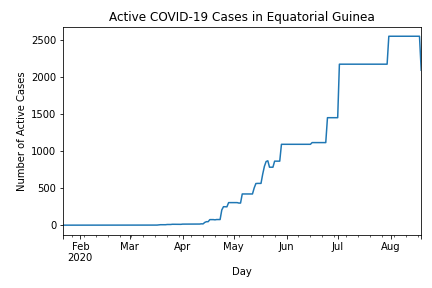 Active COVID-19 Cases in Equatorial Guinea
2500
2000
1500
1000
500
0
Number of Active Cases
Feb Mar Apr May Jun Jul Aug
2020
Day